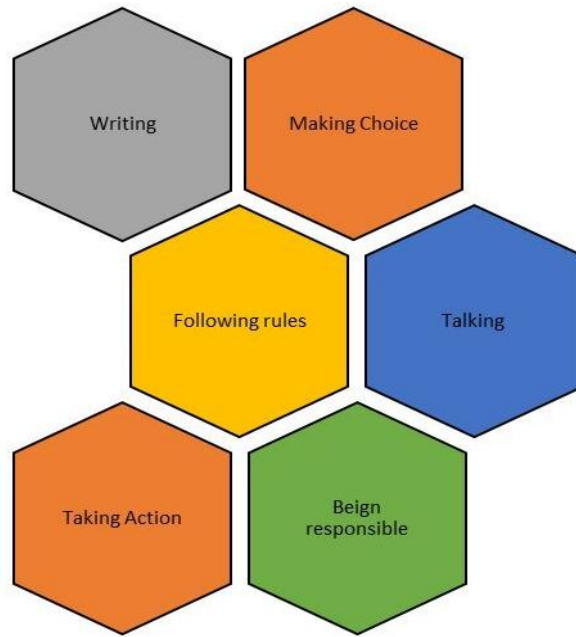 Writing
Making Choice
Following rules
Talking
Taking Action
Beign
responsible